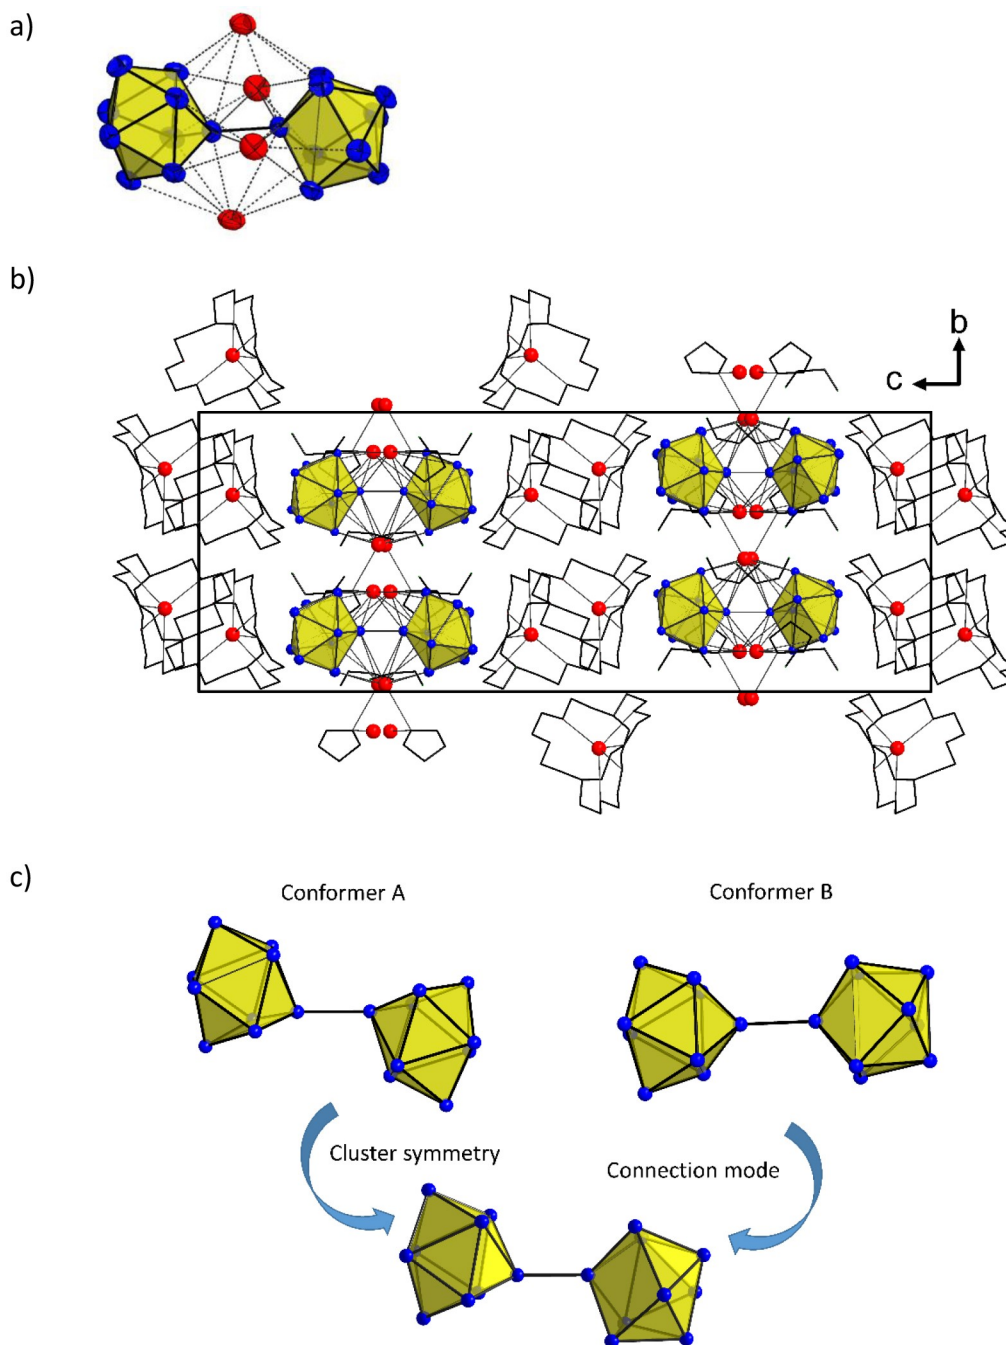 a)
b)
b
c
c)
Conformer A
Conformer B
Cluster symmetry
Connection mode